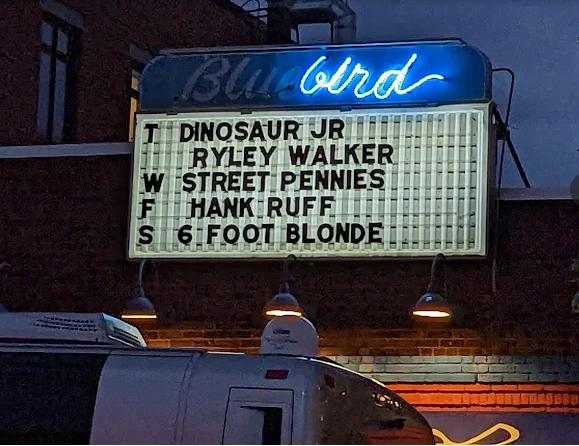 Bluebird
T DINOSAUR JR
RYLEY WALKER
W STREET PENNIES
F HANK RUFF
S 6 FOOT BLONDE